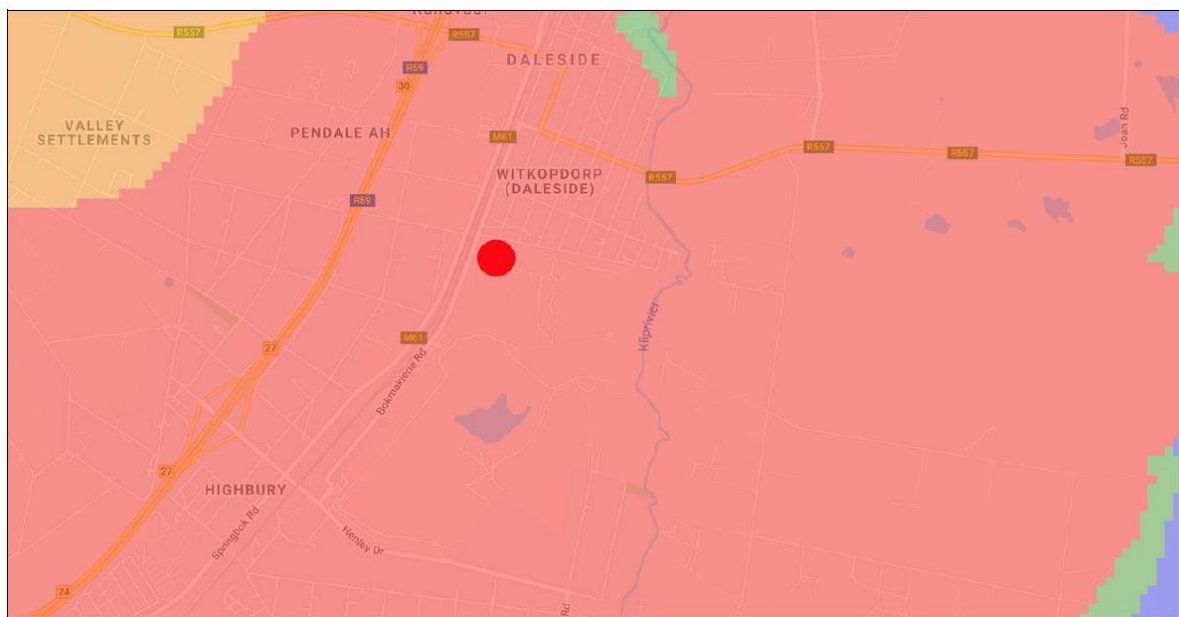 R557
R557
R59
30
DALESIDE
VALLEY
SETTLEMENTS
PENDALE AH
M61
Joan Rd
R557
R557
R557
R557
WITKOPDORP
(DALESIDE)
R59
Kliprivier
M61
27
Bokmakierie Rd
27
HIGHBURY
Springbok Rd
Henley Dr
24
Rd